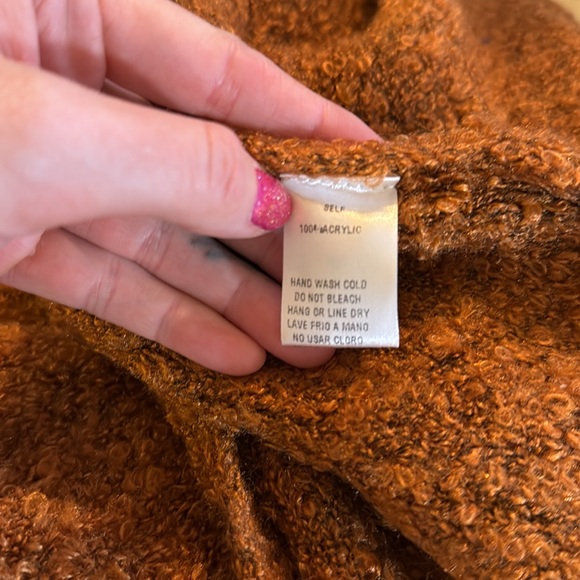 SELF
100% ACRYLIC
HAND WASH COLD
DO NOT BLEACH
HANG OR LINE DRY
LAVE FRIO A MANO
NO USAR CLORO